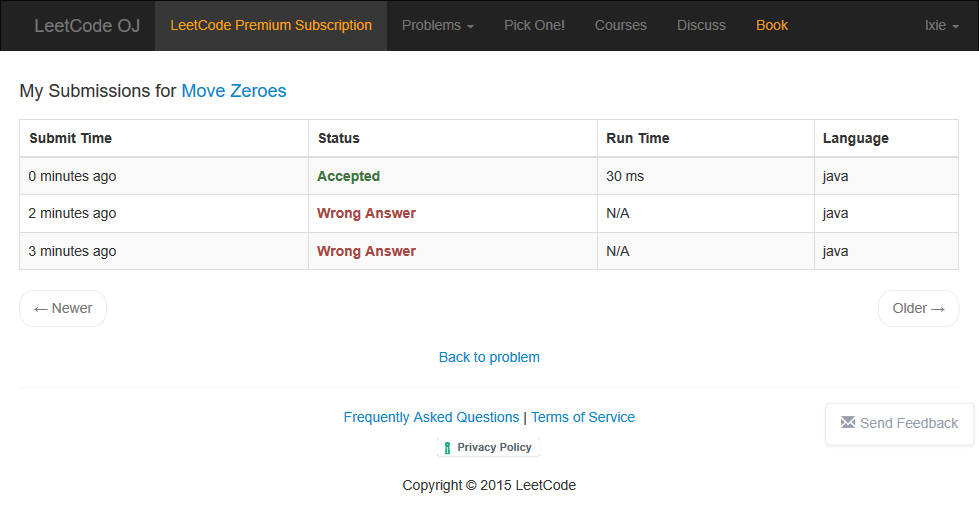 LeetCode OJ LeetCode Premium Subscription Problems Pick One! Courses Discuss Book lxie
My Submissions for Move Zeroes
Submit Time Status Run Time Language
0 minutes ago Accepted 30 ms java
2 minutes ago Wrong Answer N/A java
3 minutes ago Wrong Answer N/A java
← Newer Older →
Back to problem
Frequently Asked Questions | Terms of Service
Send Feedback
Privacy Policy
Copyright © 2015 LeetCode